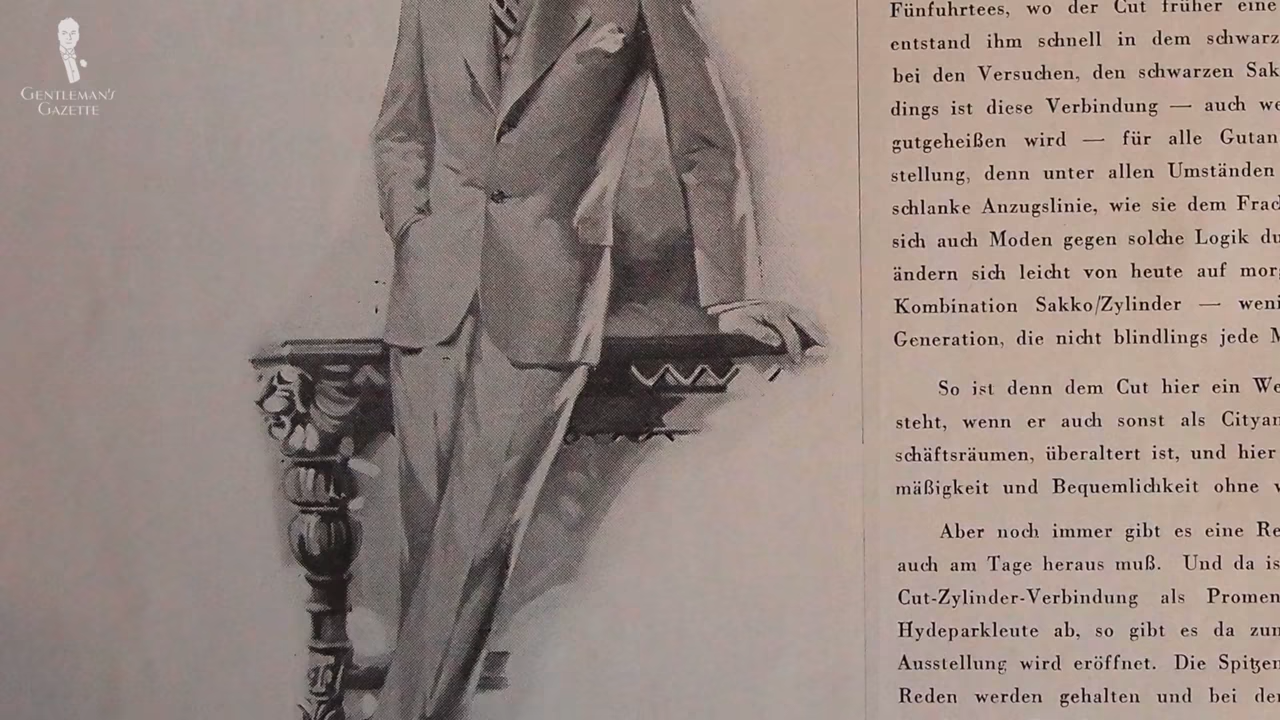 GENTLEMAN'S
GAZETTE
Fünfuhrtees, wo der Cut früher eine
entstand ihm schnell in dem schwarz
bei den Versuchen, den schwarzen Sak
dings ist diese Verbindung — auch we
gutgeheißen wird — für alle Gutan
stellung, denn unter allen Umständen
schlanke Anzugslinie, wie sie dem Frac
sich auch Moden gegen solche Logik du
ändern sich leicht von heute auf morg
Kombination Sakko/Zylinder — weni
Generation, die nicht blindlings jede M
So ist denn dem Cut hier ein We
steht, wenn er auch sonst als Cityan
schäftsräumen, überaltert ist, und hier
mäßigkeit und Bequemlichkeit ohne w
Aber noch immer gibt es eine Re
auch am Tage heraus muß. Und da is
Cut-Zylinder-Verbindung als Promen
Hydeparkleute ab, so gibt es da zun
Ausstellung wird eröffnet. Die Spitzen
Reden werden gehalten und bei der